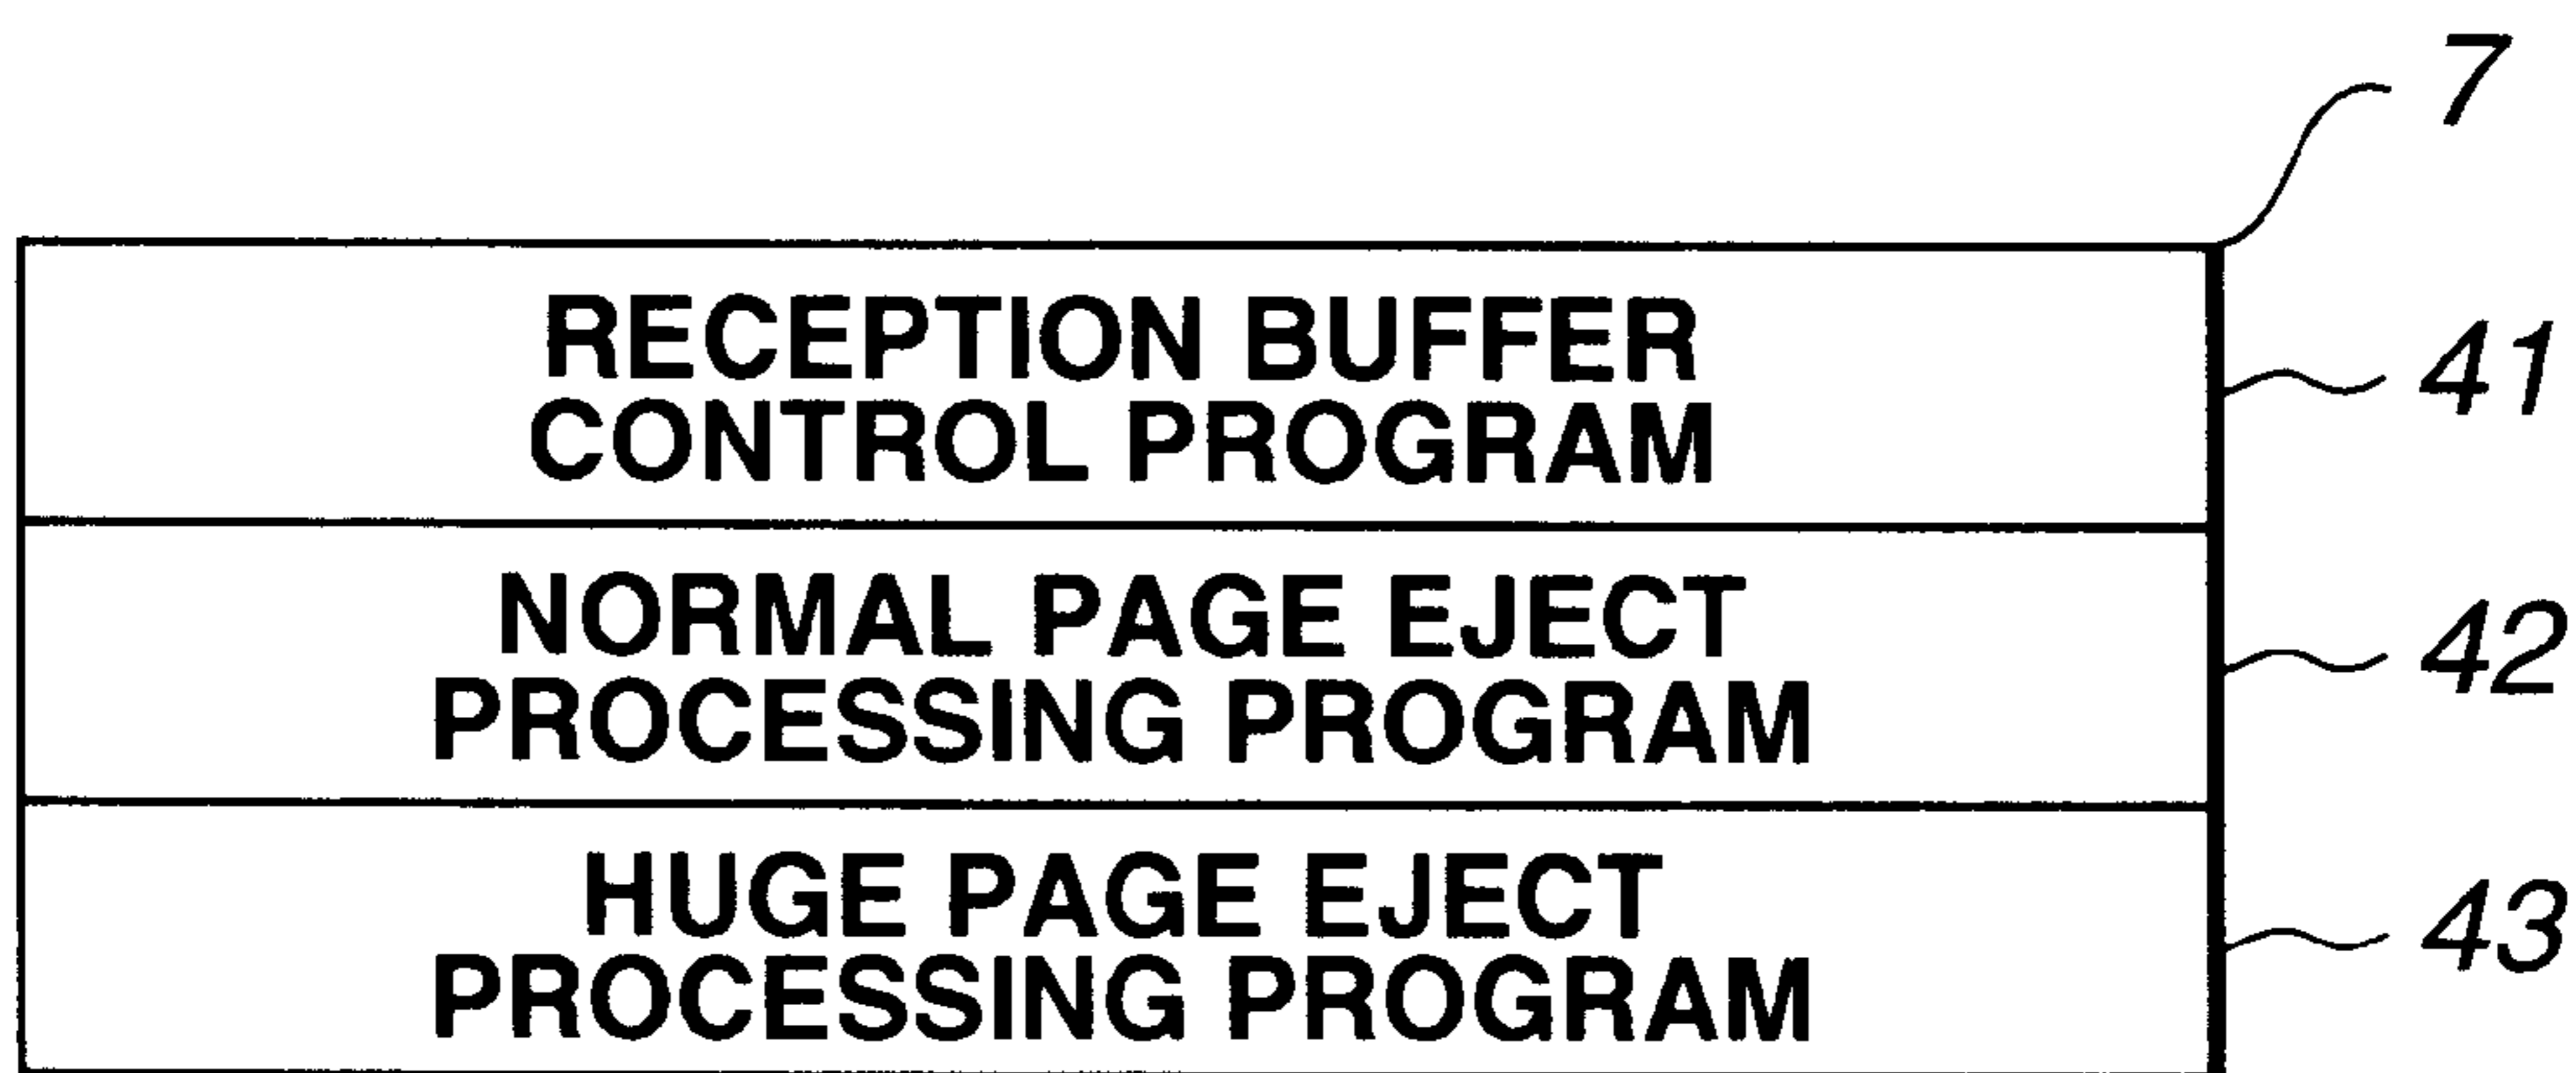 7
RECEPTION BUFFER
CONTROL PROGRAM
41
NORMAL PAGE EJECT
PROCESSING PROGRAM
42
HUGE PAGE EJECT
PROCESSING PROGRAM
43